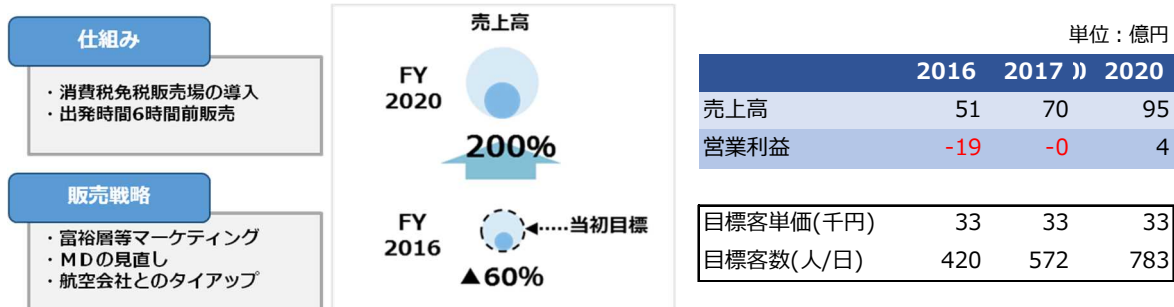 仕組み
・消費税免税販売場の導入
・出発時間6時間前販売
販売戦略
・富裕層等マーケティング
・MDの見直し
・航空会社とのタイアップ
売上高
FY
2020
200%
FY
2016
当初目標
▲60%
単位：億円
2016 2017 )) 2020
売上高 51 70 95
営業利益 -19 -0 4
目標客単価(千円) 33 33 33
目標客数(人/日) 420 572 783